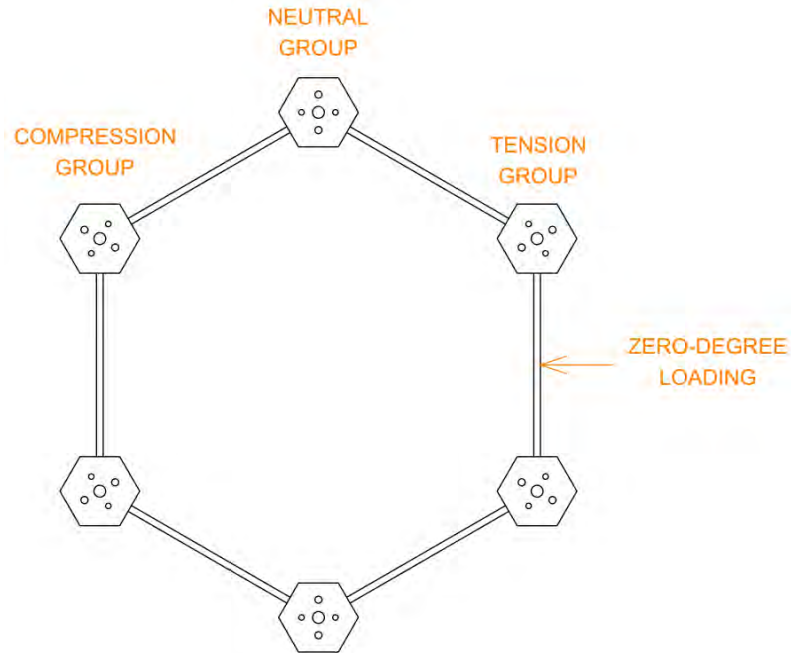 NEUTRAL
GROUP
COMPRESSION
GROUP
TENSION
GROUP
ZERO-DEGREE
LOADING